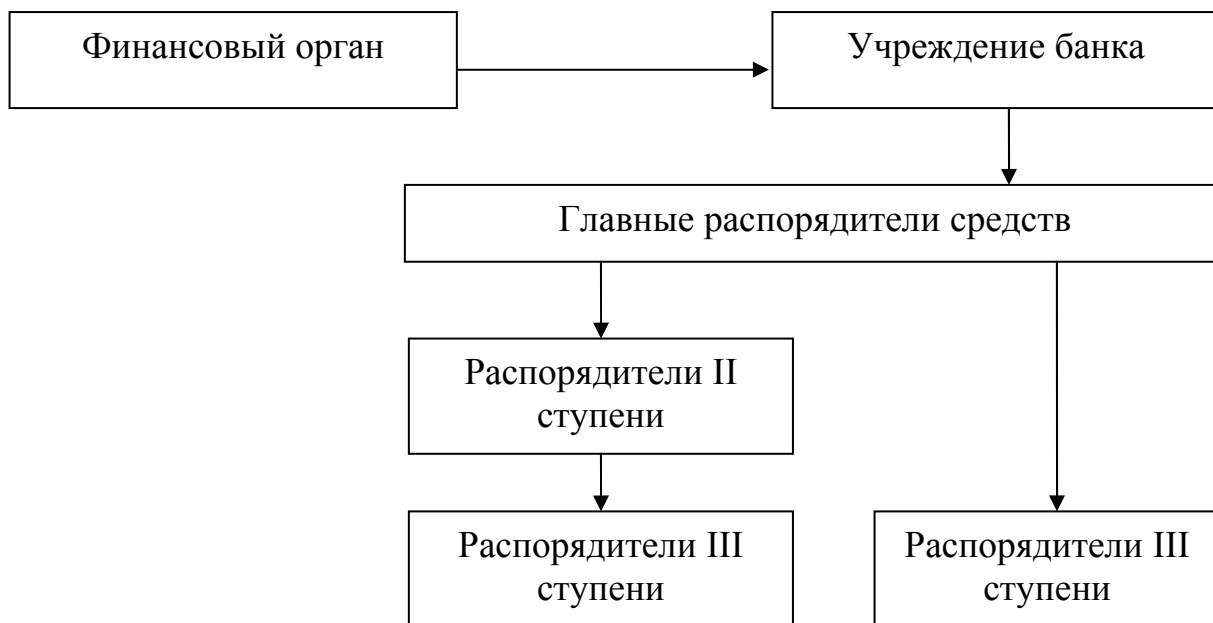 Финансовый орган
Учреждение банка
Главные распорядители средств
Распорядители II
ступени
Распорядители III
ступени
Распорядители III
ступени